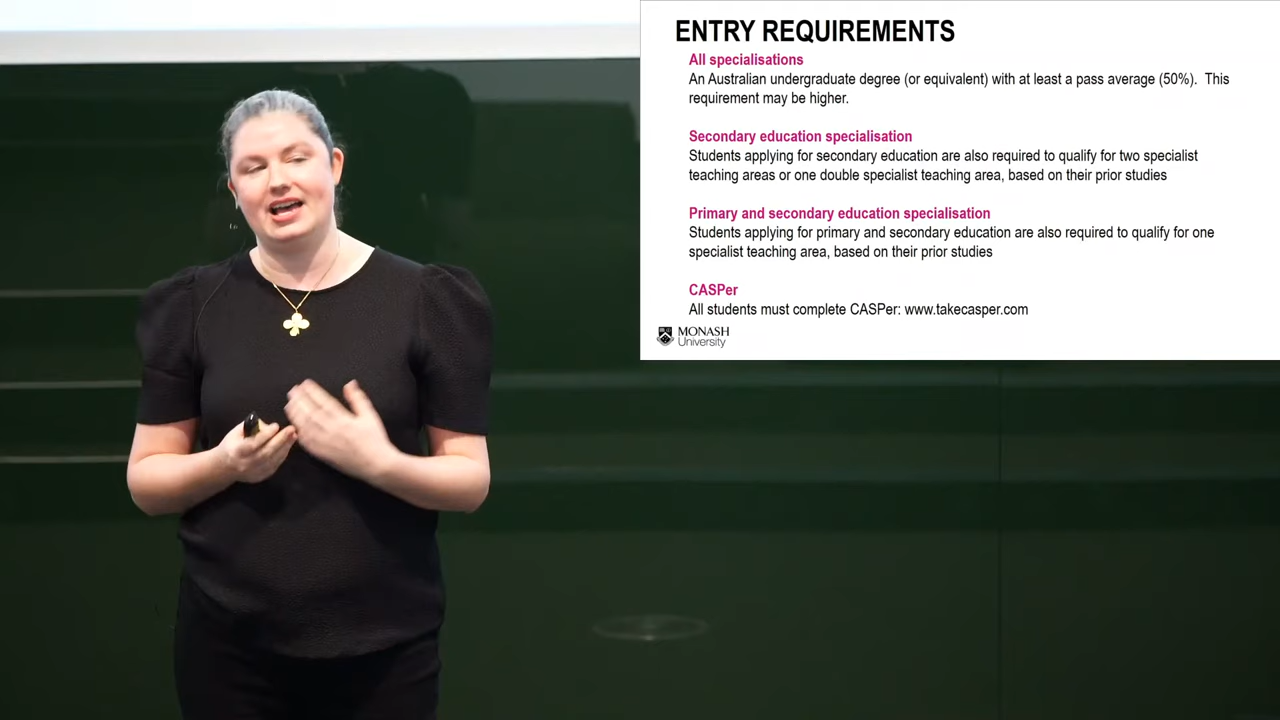 ENTRY REQUIREMENTS
All specialisations
An Australian undergraduate degree (or equivalent) with at least a pass average (50%).  This
requirement may be higher.
Secondary education specialisation
Students applying for secondary education are also required to qualify for two specialist
teaching areas or one double specialist teaching area, based on their prior studies
Primary and secondary education specialisation
Students applying for primary and secondary education are also required to qualify for one
specialist teaching area, based on their prior studies
CASPer
All students must complete CASPer: www.takecasper.com
MONASH
University